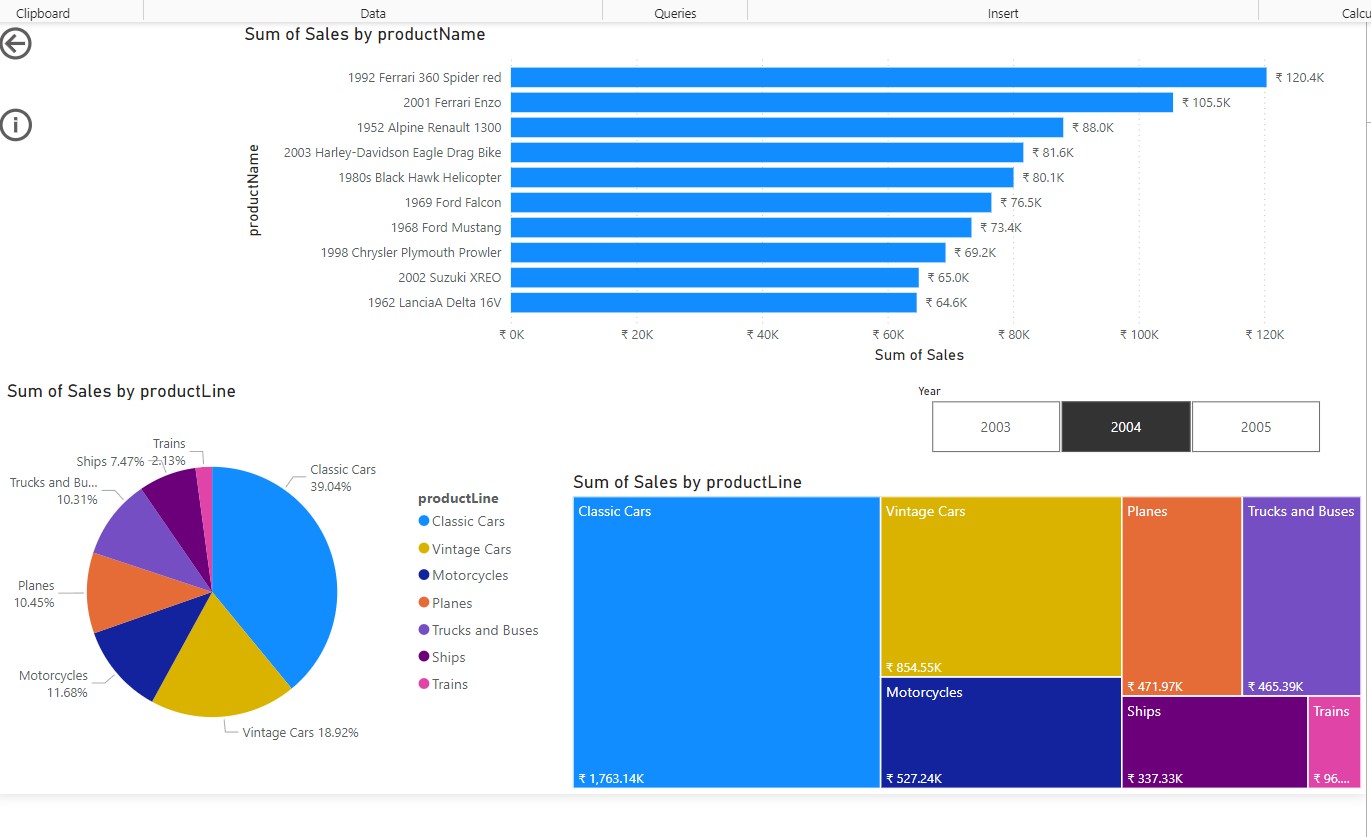 Clipboard
Data
Queries
Insert
Calcu
Sum of Sales by productName
productName
1992 Ferrari 360 Spider red ₹ 120.4K
2001 Ferrari Enzo ₹ 105.5K
1952 Alpine Renault 1300 ₹ 88.0K
2003 Harley-Davidson Eagle Drag Bike ₹ 81.6K
1980s Black Hawk Helicopter ₹ 80.1K
1969 Ford Falcon ₹ 76.5K
1968 Ford Mustang ₹ 73.4K
1998 Chrysler Plymouth Prowler ₹ 69.2K
2002 Suzuki XREO ₹ 65.0K
1962 LanciaA Delta 16V ₹ 64.6K
₹ 0K ₹ 20K ₹ 40K ₹ 60K ₹ 80K ₹ 100K ₹ 120K
Sum of Sales
Sum of Sales by productLine
Trains
2.13%
Ships 7.47%
Trucks and Bu...
10.31%
Planes
10.45%
Motorcycles
11.68%
Vintage Cars 18.92%
Classic Cars
39.04%
productLine
Classic Cars
Vintage Cars
Motorcycles
Planes
Trucks and Buses
Ships
Trains
Year
2003 2004 2005
Sum of Sales by productLine
Classic Cars
₹ 1,763.14K
Vintage Cars
₹ 854.55K
Motorcycles
₹ 527.24K
Planes
₹ 471.97K
Trucks and Buses
₹ 465.39K
Ships
₹ 337.33K
Trains
₹ 96....